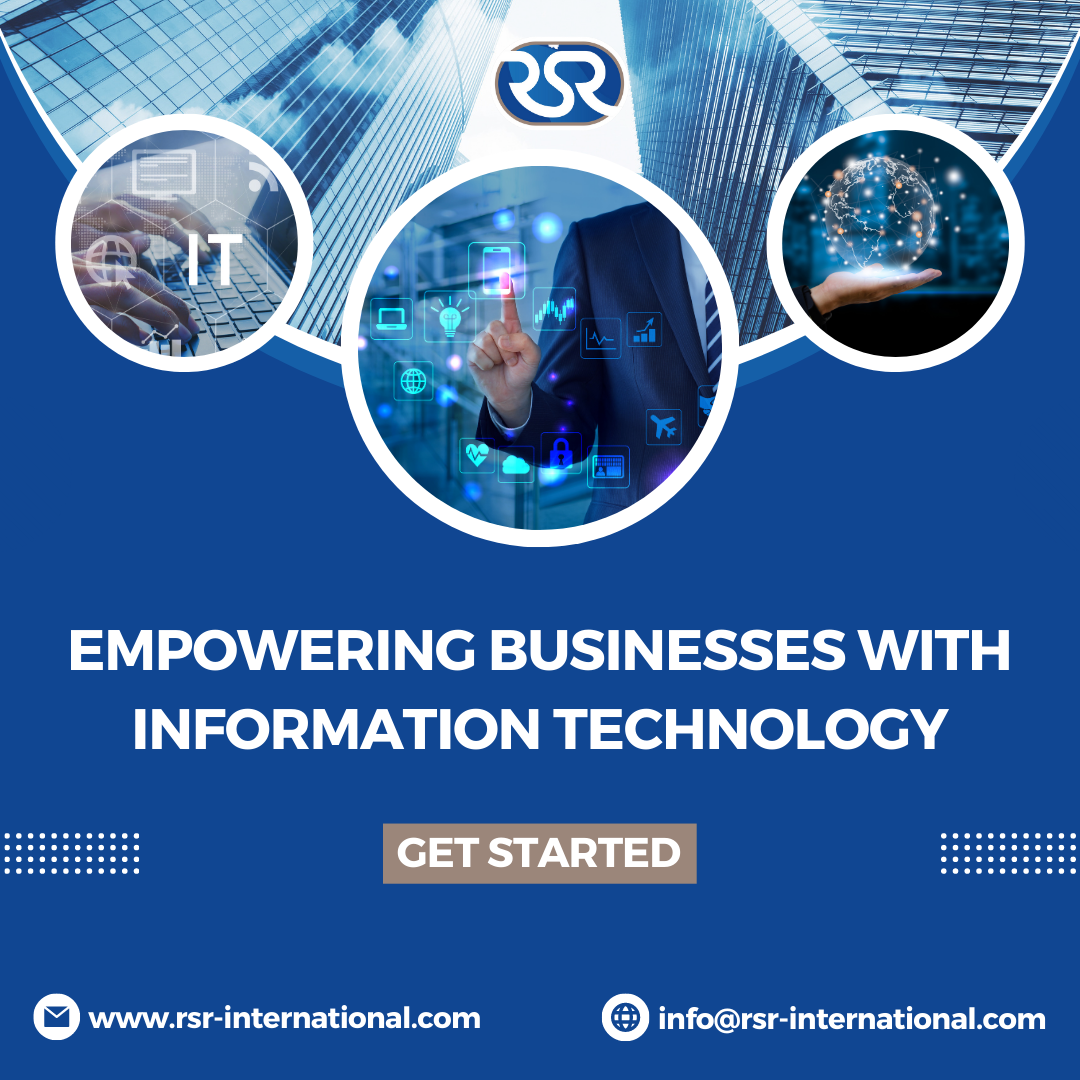 RSR
IT
EMPOWERING BUSINESSES WITH
INFORMATION TECHNOLOGY
GET STARTED
www.rsr-international.com
info@rsr-international.com